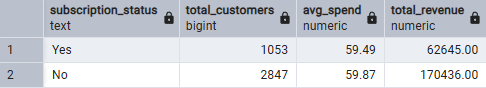 subscription_status total_customers avg_spend total_revenue
text bigint numeric numeric
1 Yes 1053 59.49 62645.00
2 No 2847 59.87 170436.00